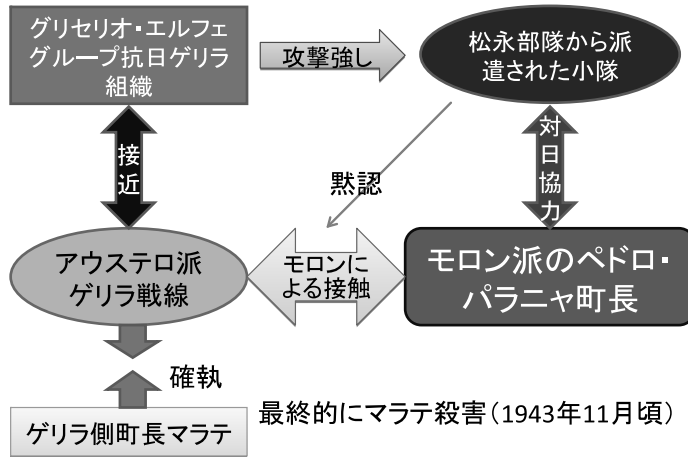 グリセリオ・エルフェ
グループ抗日ゲリラ
組織
攻撃強し
松永部隊から派
遣された小隊
接近
黙認
対日協力
アウステロ派
ゲリラ戦線
モロンに
よる接触
モロン派のペドロ・
パラニャ町長
確執
ゲリラ側町長マラテ
最終的にマラテ殺害（1943年11月頃）